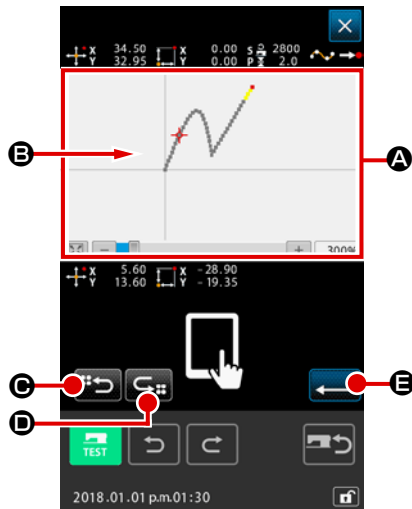 X 34.50 X 0.00 S 2800
Y 32.95 Y 0.00 P 2.0
B
A
− + 300%
X 5.60 X -28.90
Y 13.60 Y -19.35
C
E
D
TEST
2018.01.01 p.m.01:30